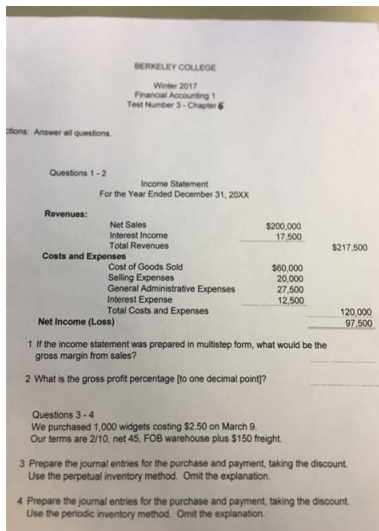 BERKELEY COLLEGE
Winter 2017
Financial Accounting 1
Test Number 3 - Chapter 6
ctions: Answer all questions.
Questions 1 - 2
Income Statement
For the Year Ended December 31, 20XX
Revenues:
Net Sales $200,000
Interest Income 17,500
Total Revenues $217,500
Costs and Expenses
Cost of Goods Sold $60,000
Selling Expenses 20,000
General Administrative Expenses 27,500
Interest Expense 12,500
Total Costs and Expenses 120,000
Net Income (Loss) 97,500
1 If the income statement was prepared in multistep form, what would be the
gross margin from sales?
2 What is the gross profit percentage [to one decimal point]?
Questions 3 - 4
We purchased 1,000 widgets costing $2.50 on March 9.
Our terms are 2/10, net 45, FOB warehouse plus $150 freight.
3 Prepare the journal entries for the purchase and payment, taking the discount.
Use the perpetual inventory method. Omit the explanation.
4 Prepare the journal entries for the purchase and payment, taking the discount.
Use the periodic inventory method. Omit the explanation.